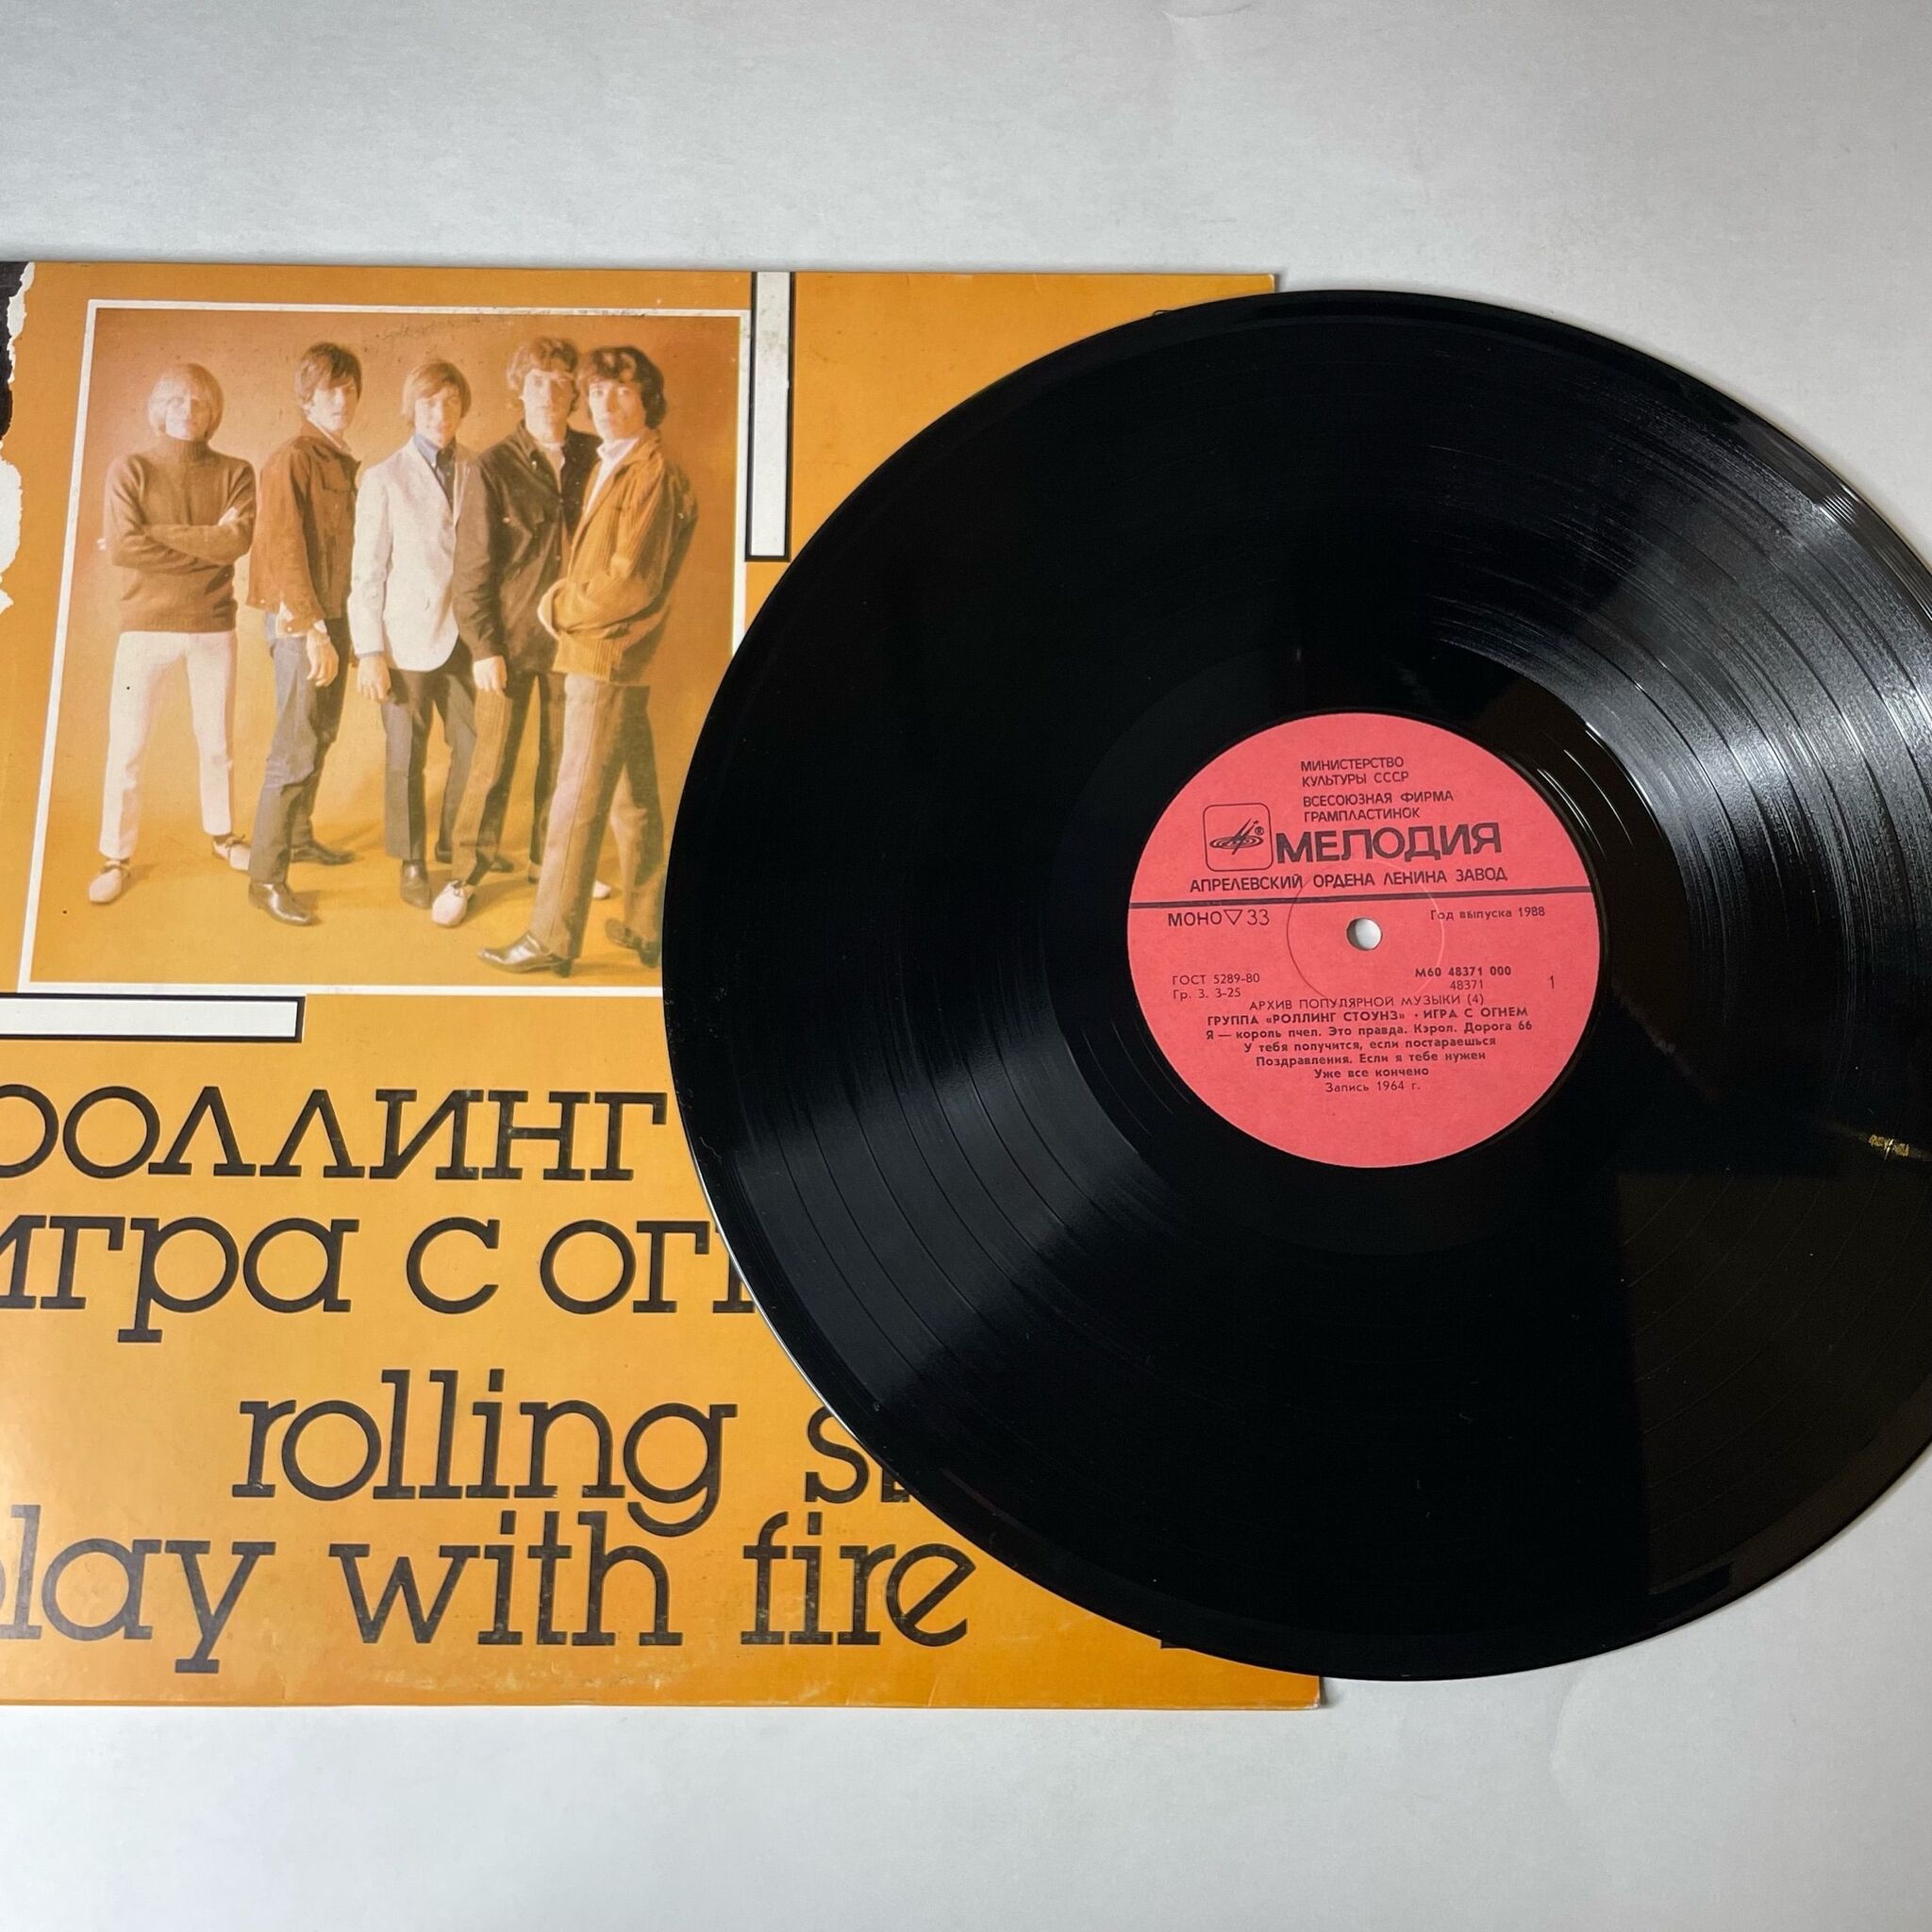 роллинг
игра с ог
rolling s
play with fire
МИНИСТЕРСТВО
КУЛЬТУРЫ СССР
ВСЕСОЮЗНАЯ ФИРМА
ГРАМПЛАСТИНОК
МЕЛОДИЯ
АПРЕЛЕВСКИЙ ОРДЕНА ЛЕНИНА ЗАВОД
МОНО ▽ 33
Год выпуска 1988
ГОСТ 5289-80
Гр. 3. 3-25
М60 48371 000
48371
1
АРХИВ ПОПУЛЯРНОЙ МУЗЫКИ (4)
ГРУППА «РОЛЛИНГ СТОУНЗ» · ИГРА С ОГНЕМ
Я — король пчел. Это правда. Кэрол. Дорога 66
У тебя получится, если постараешься
Поздравления. Если я тебе нужен
Уже все кончено
Запись 1964 г.